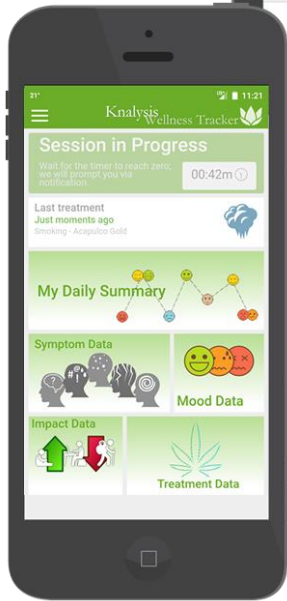 21°
11:21
Knalysis
Wellness Tracker
Session in Progress
Wait for the timer to reach zero,
we will prompt you via
notification
00:42m
Last treatment
Just moments ago
Smoking - Acapulco Gold
My Daily Summary
Symptom Data
Mood Data
Impact Data
Treatment Data